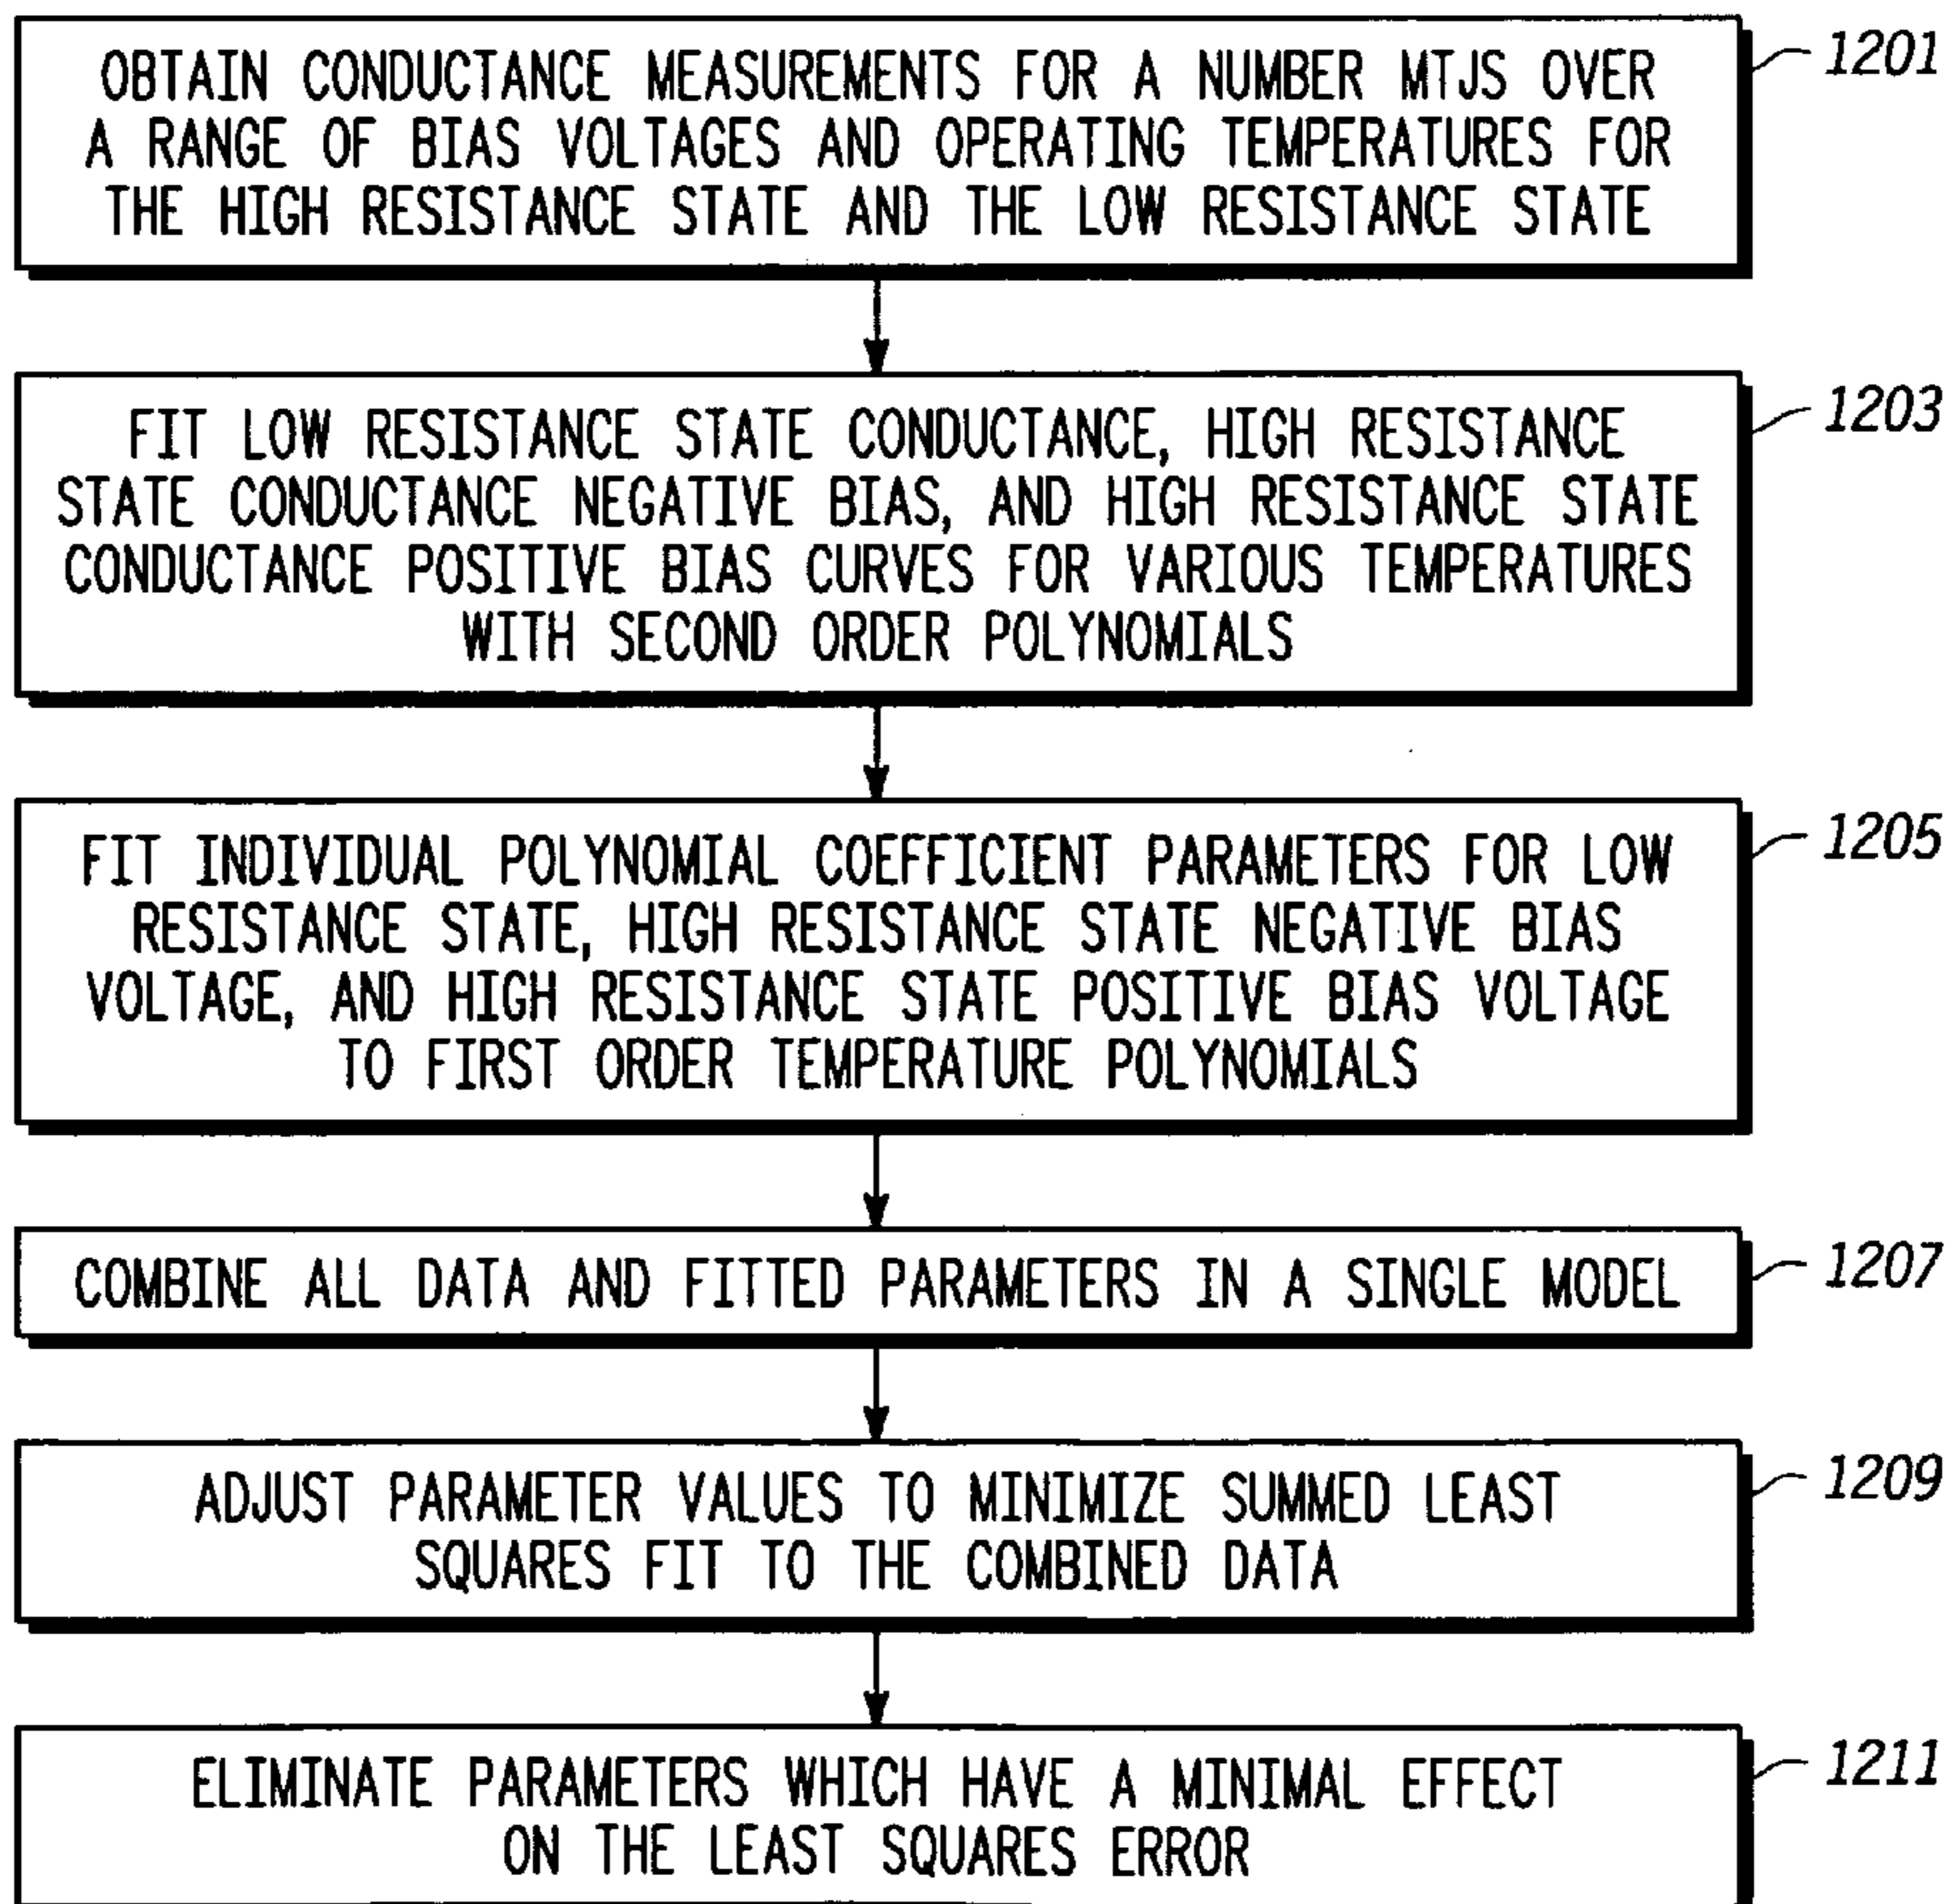 OBTAIN CONDUCTANCE MEASUREMENTS FOR A NUMBER MTJS OVER
A RANGE OF BIAS VOLTAGES AND OPERATING TEMPERATURES FOR
THE HIGH RESISTANCE STATE AND THE LOW RESISTANCE STATE
1201
FIT LOW RESISTANCE STATE CONDUCTANCE, HIGH RESISTANCE
STATE CONDUCTANCE NEGATIVE BIAS, AND HIGH RESISTANCE STATE
CONDUCTANCE POSITIVE BIAS CURVES FOR VARIOUS TEMPERATURES
WITH SECOND ORDER POLYNOMIALS
1203
FIT INDIVIDUAL POLYNOMIAL COEFFICIENT PARAMETERS FOR LOW
RESISTANCE STATE, HIGH RESISTANCE STATE NEGATIVE BIAS
VOLTAGE, AND HIGH RESISTANCE STATE POSITIVE BIAS VOLTAGE
TO FIRST ORDER TEMPERATURE POLYNOMIALS
1205
COMBINE ALL DATA AND FITTED PARAMETERS IN A SINGLE MODEL
1207
ADJUST PARAMETER VALUES TO MINIMIZE SUMMED LEAST
SQUARES FIT TO THE COMBINED DATA
1209
ELIMINATE PARAMETERS WHICH HAVE A MINIMAL EFFECT
ON THE LEAST SQUARES ERROR
1211